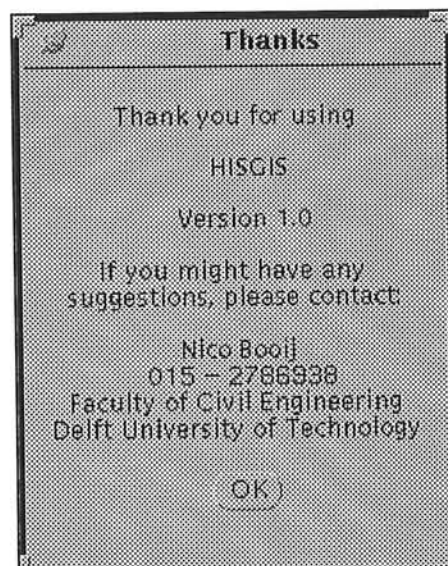 Thanks
Thank you for using
HISGIS
Version 1.0
If you might have any
suggestions, please contact:
Nico Booij
015 - 2786938
Faculty of Civil Engineering
Delft University of Technology
OK